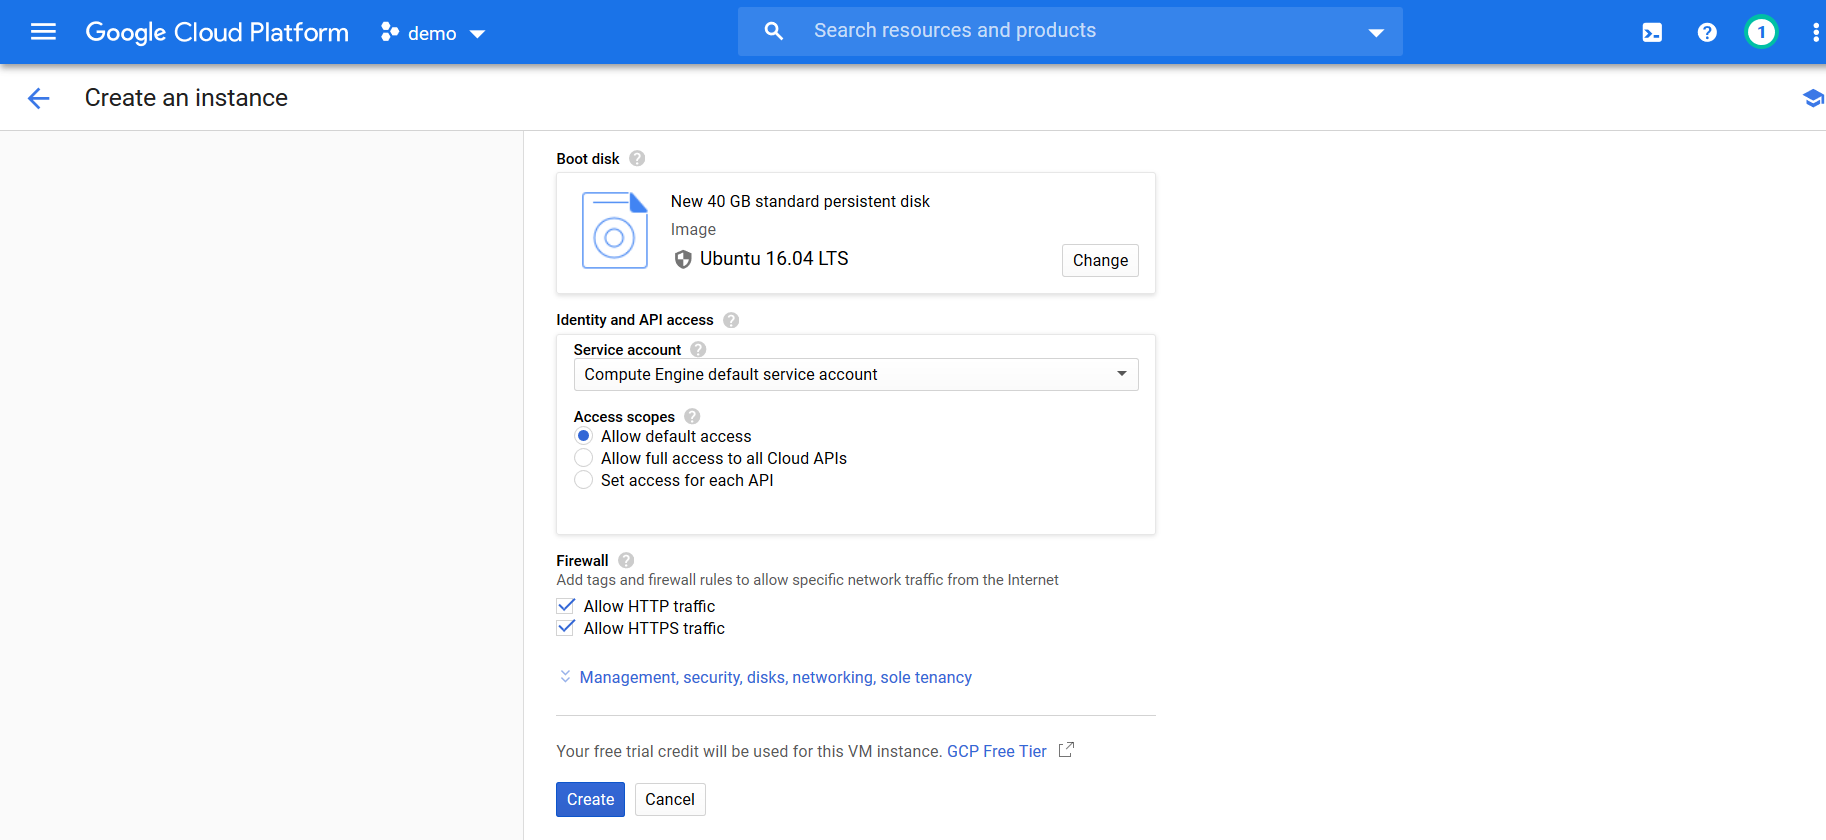 Google Cloud Platform
demo
Search resources and products
1
Create an instance
Boot disk
New 40 GB standard persistent disk
Image
Ubuntu 16.04 LTS
Change
Identity and API access
Service account
Compute Engine default service account
Access scopes
Allow default access
Allow full access to all Cloud APIs
Set access for each API
Firewall
Add tags and firewall rules to allow specific network traffic from the Internet
Allow HTTP traffic
Allow HTTPS traffic
Management, security, disks, networking, sole tenancy
Your free trial credit will be used for this VM instance. GCP Free Tier
Create Cancel